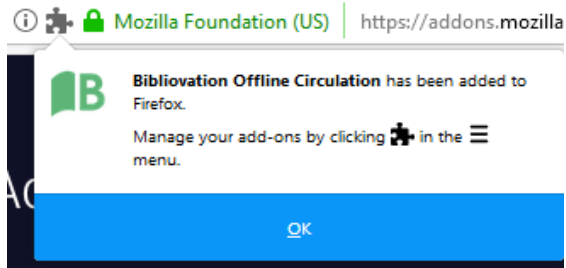 Mozilla Foundation (US) https://addons.mozilla
B
Bibliovation Offline Circulation has been added to
Firefox.
Manage your add-ons by clicking in the
menu.
Ac
OK